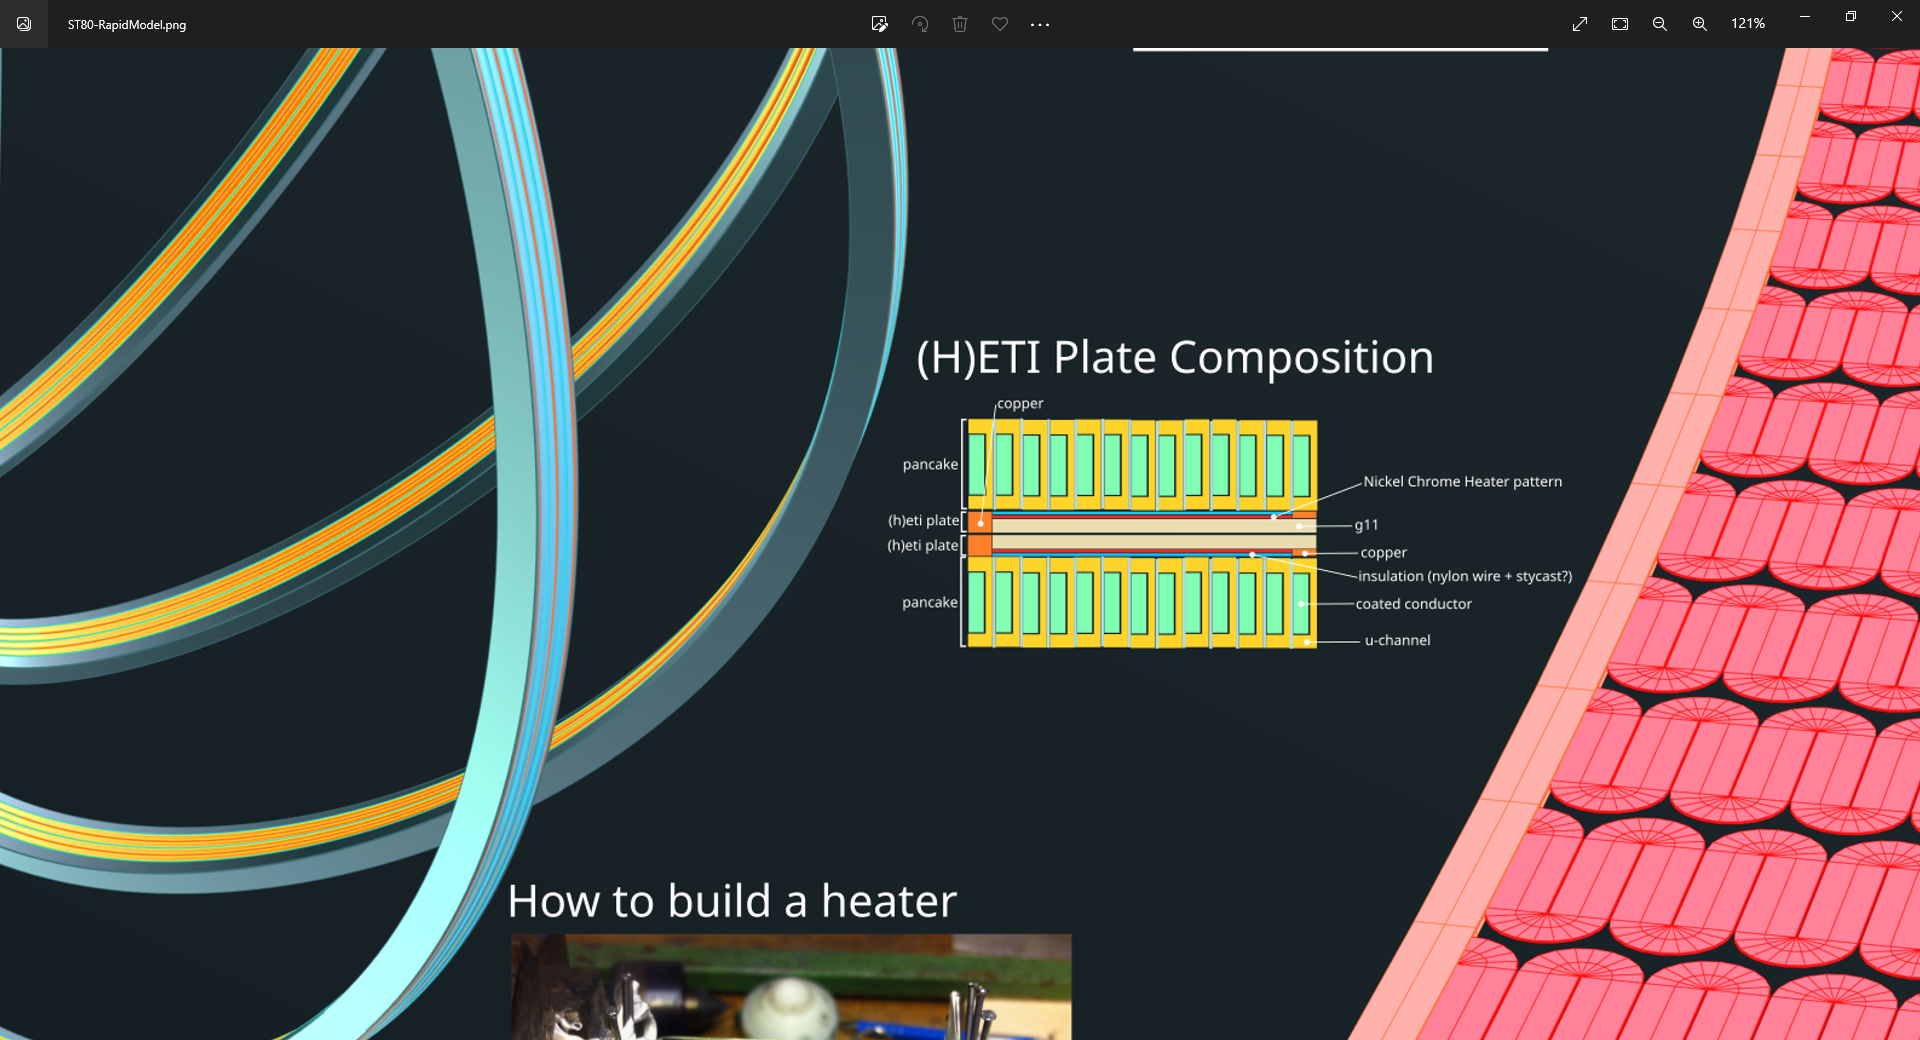 ST80-RapidModel.png
121%
(H)ETI Plate Composition
copper
pancake
Nickel Chrome Heater pattern
(h)eti plate
g11
(h)eti plate
copper
insulation (nylon wire + stycast?)
pancake
coated conductor
u-channel
How to build a heater